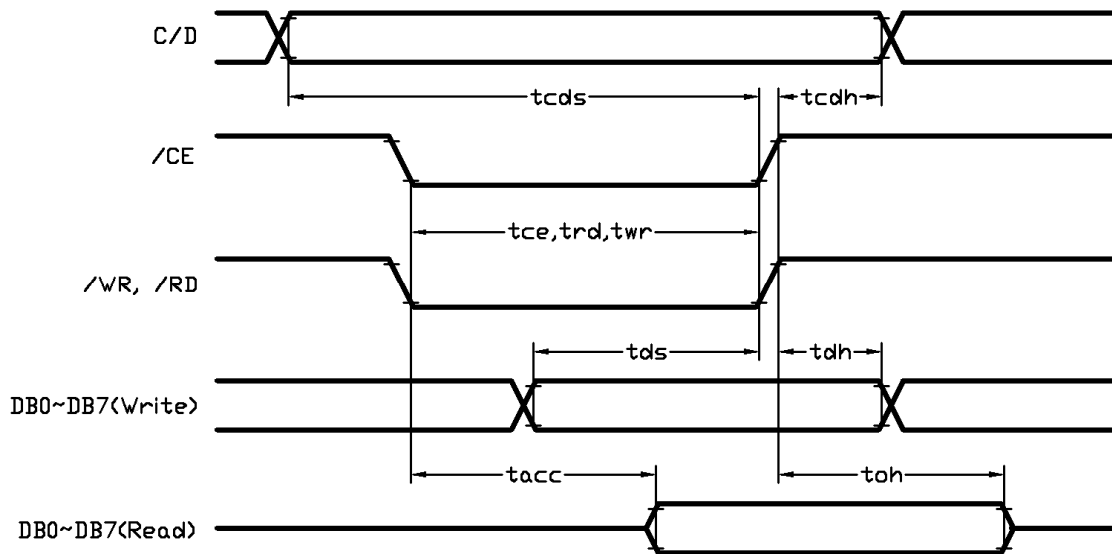 C/D
tcds
tcdh
/CE
tce,trd,twr
/WR, /RD
tds
tdh
DB0~DB7(Write)
tacc
toh
DB0~DB7(Read)